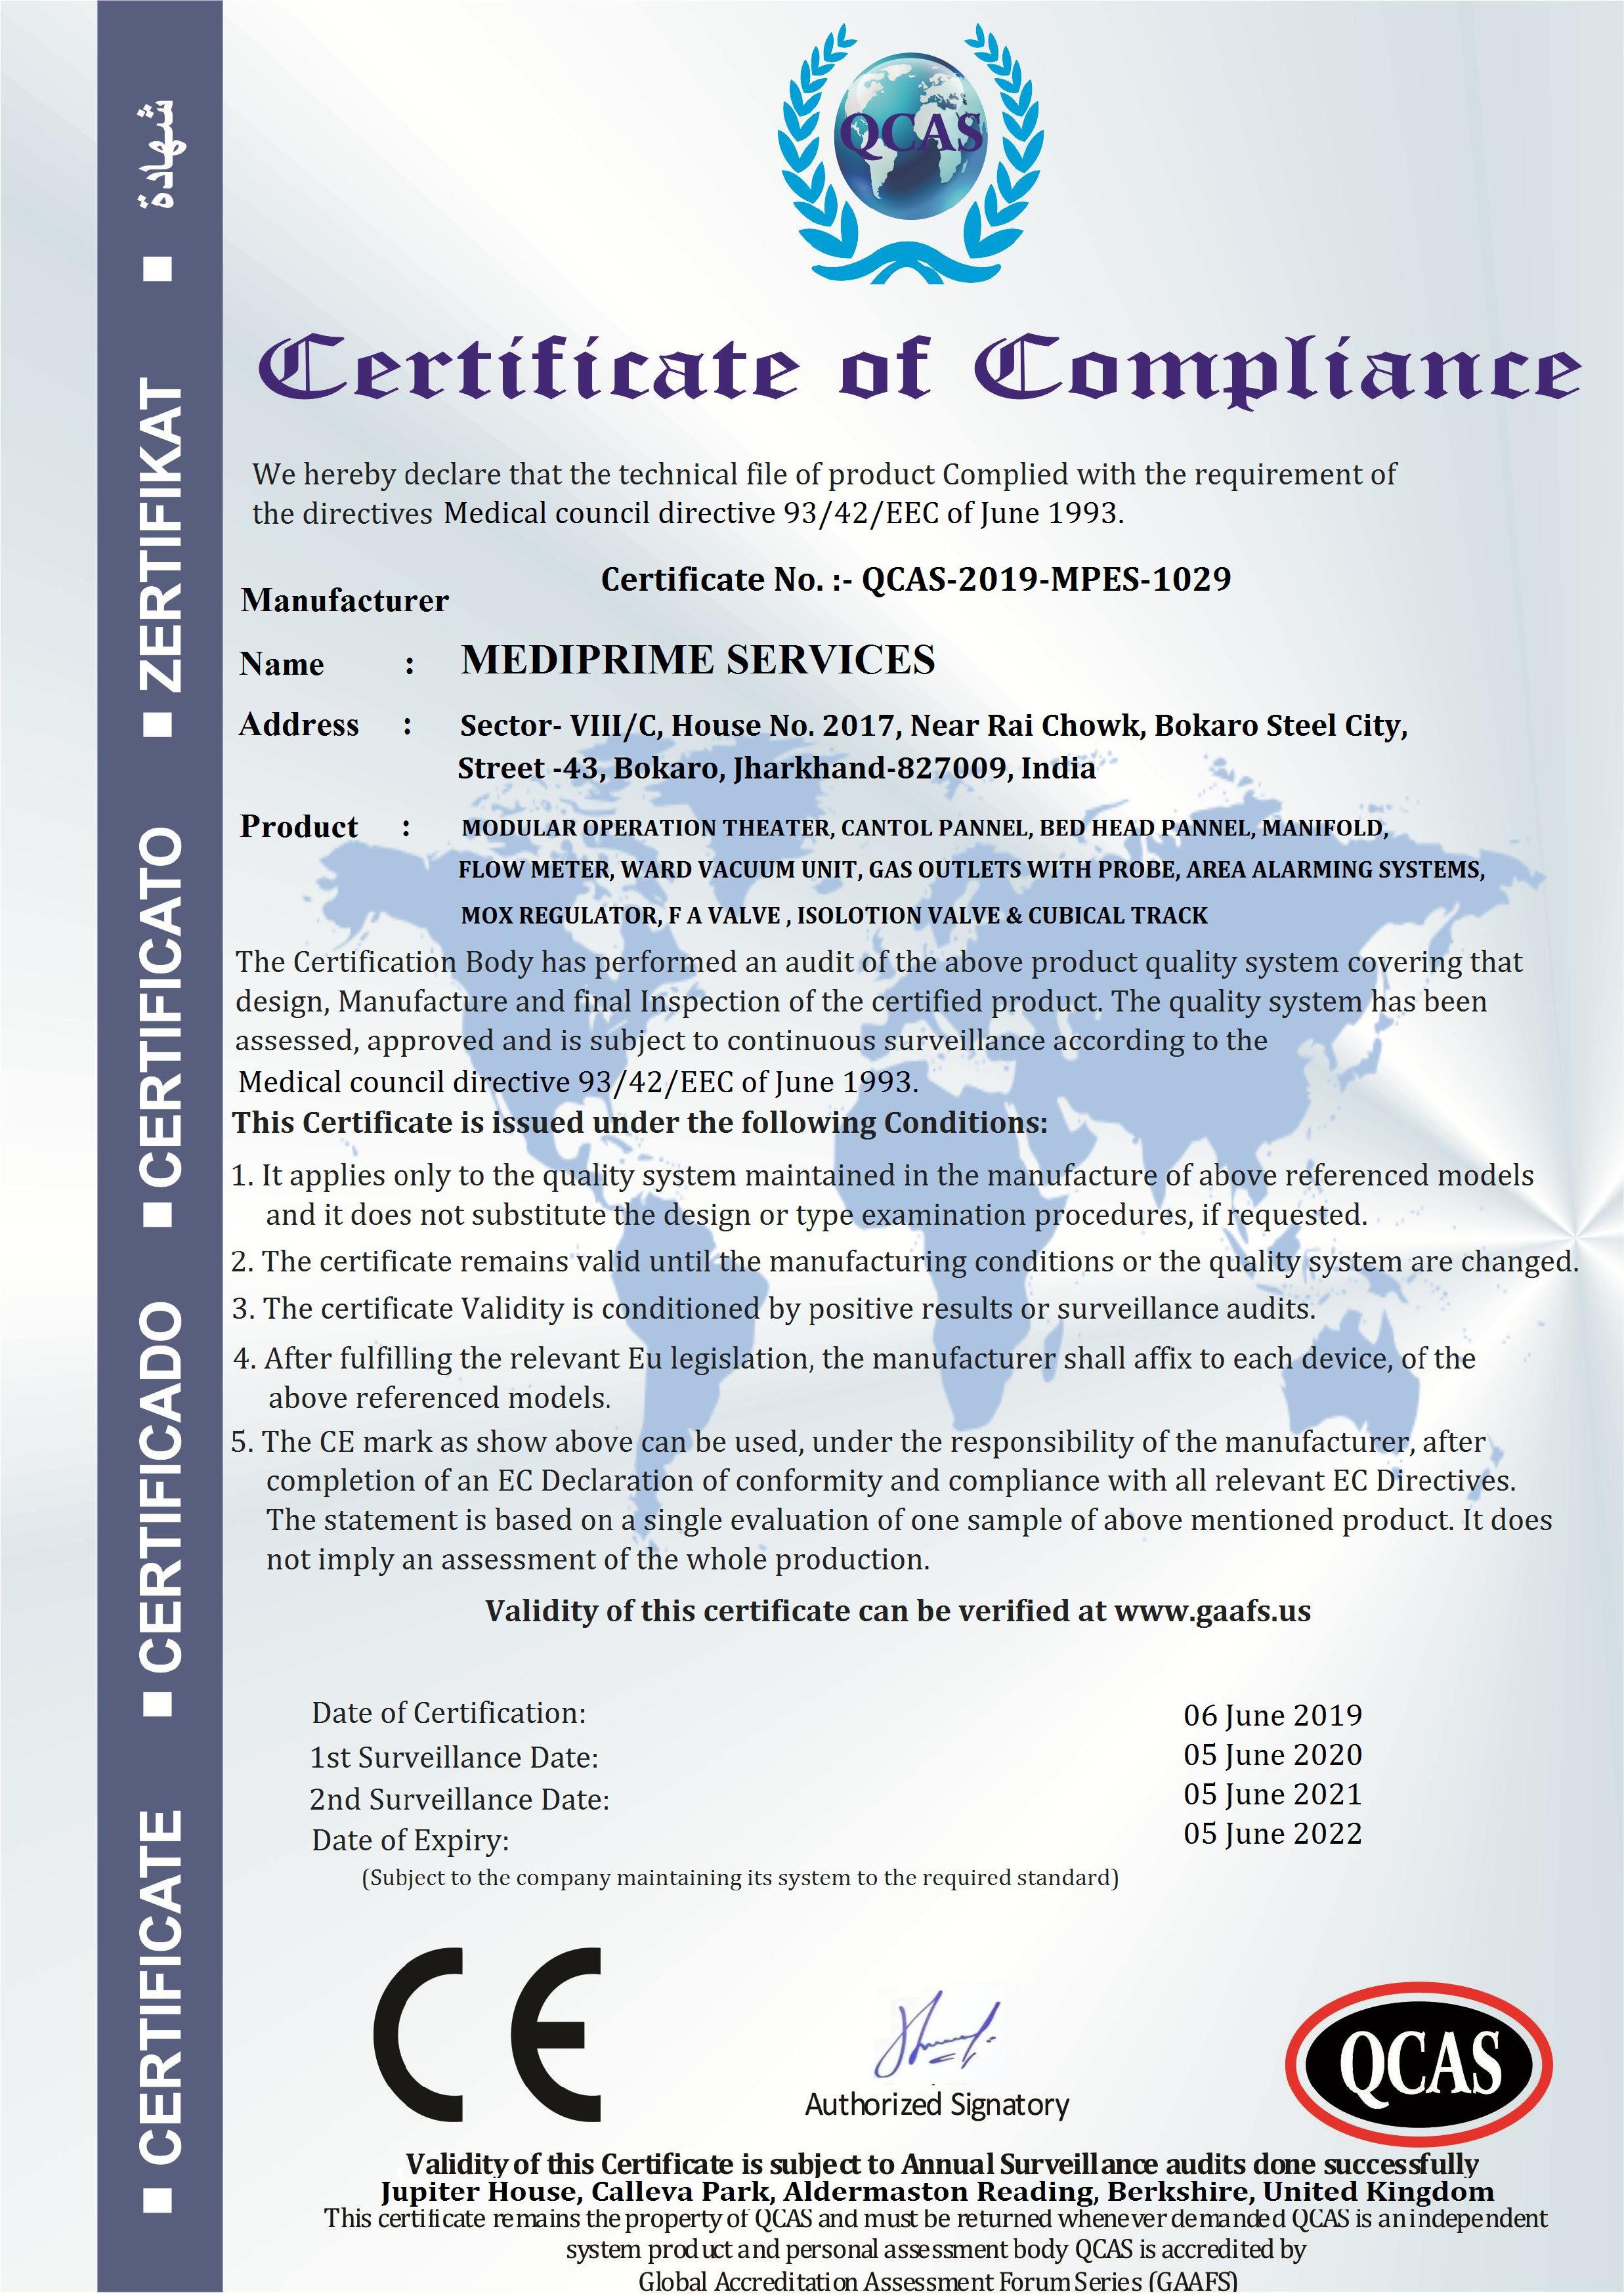 شهادة
■ ZERTIFIKAT
■ CERTIFICATO
■ CERTIFICADO
■ CERTIFICATE
QCAS
Certificate of Compliance
We hereby declare that the technical file of product Complied with the requirement of
the directives Medical council directive 93/42/EEC of June 1993.
Certificate No. :- QCAS-2019-MPES-1029
Manufacturer
Name : MEDIPRIME SERVICES
Address : Sector- VIII/C, House No. 2017, Near Rai Chowk, Bokaro Steel City,
Street -43, Bokaro, Jharkhand-827009, India
Product : MODULAR OPERATION THEATER, CANTOL PANNEL, BED HEAD PANNEL, MANIFOLD,
FLOW METER, WARD VACUUM UNIT, GAS OUTLETS WITH PROBE, AREA ALARMING SYSTEMS,
MOX REGULATOR, F A VALVE , ISOLOTION VALVE & CUBICAL TRACK
The Certification Body has performed an audit of the above product quality system covering that
design, Manufacture and final Inspection of the certified product. The quality system has been
assessed, approved and is subject to continuous surveillance according to the
Medical council directive 93/42/EEC of June 1993.
This Certificate is issued under the following Conditions:
1. It applies only to the quality system maintained in the manufacture of above referenced models
and it does not substitute the design or type examination procedures, if requested.
2. The certificate remains valid until the manufacturing conditions or the quality system are changed.
3. The certificate Validity is conditioned by positive results or surveillance audits.
4. After fulfilling the relevant Eu legislation, the manufacturer shall affix to each device, of the
above referenced models.
5. The CE mark as show above can be used, under the responsibility of the manufacturer, after
completion of an EC Declaration of conformity and compliance with all relevant EC Directives.
The statement is based on a single evaluation of one sample of above mentioned product. It does
not imply an assessment of the whole production.
Validity of this certificate can be verified at www.gaafs.us
Date of Certification: 06 June 2019
1st Surveillance Date: 05 June 2020
2nd Surveillance Date: 05 June 2021
Date of Expiry: 05 June 2022
(Subject to the company maintaining its system to the required standard)
CE
Authorized Signatory
QCAS
Validity of this Certificate is subject to Annual Surveillance audits done successfully
Jupiter House, Calleva Park, Aldermaston Reading, Berkshire, United Kingdom
This certificate remains the property of QCAS and must be returned whenever demanded QCAS is an independent
system product and personal assessment body QCAS is accredited by
Global Accreditation Assessment Forum Series (GAAFS)